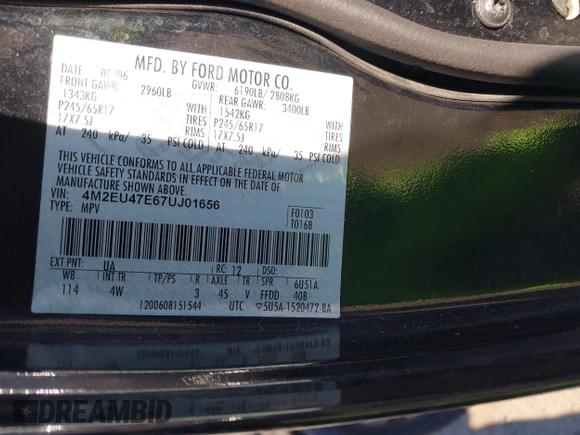 MFD. BY FORD MOTOR CO.
DATE 08/06 GVWR: 6190LB/ 2808KG
FRONT GAWR: 2960LB REAR GAWR: 3400LB
1343KG 1542KG
P245/65R17 WITH TIRES P245/65R17 WITH TIRES
17X7.5J RIMS 17X7.5J RIMS
AT 240 kPa/ 35 PSI COLD AT 240 kPa/ 35 PSI COLD
THIS VEHICLE CONFORMS TO ALL APPLICABLE FEDERAL MOTOR
VEHICLE SAFETY STANDARDS IN EFFECT ON THE DATE OF
MANUFACTURE SHOWN ABOVE.
VIN: 4M2EU47E67UJ01656
TYPE: MPV
F0103
T0168
EXT PNT: UA RC: 12 DSO:
WB INT TR TP/PS R AXLE TR SPR 6U51A
114 4W 3 45 V FFDD 40B
1200608151544 UTC ▽5U5A-1520472-BA
DREAMBID